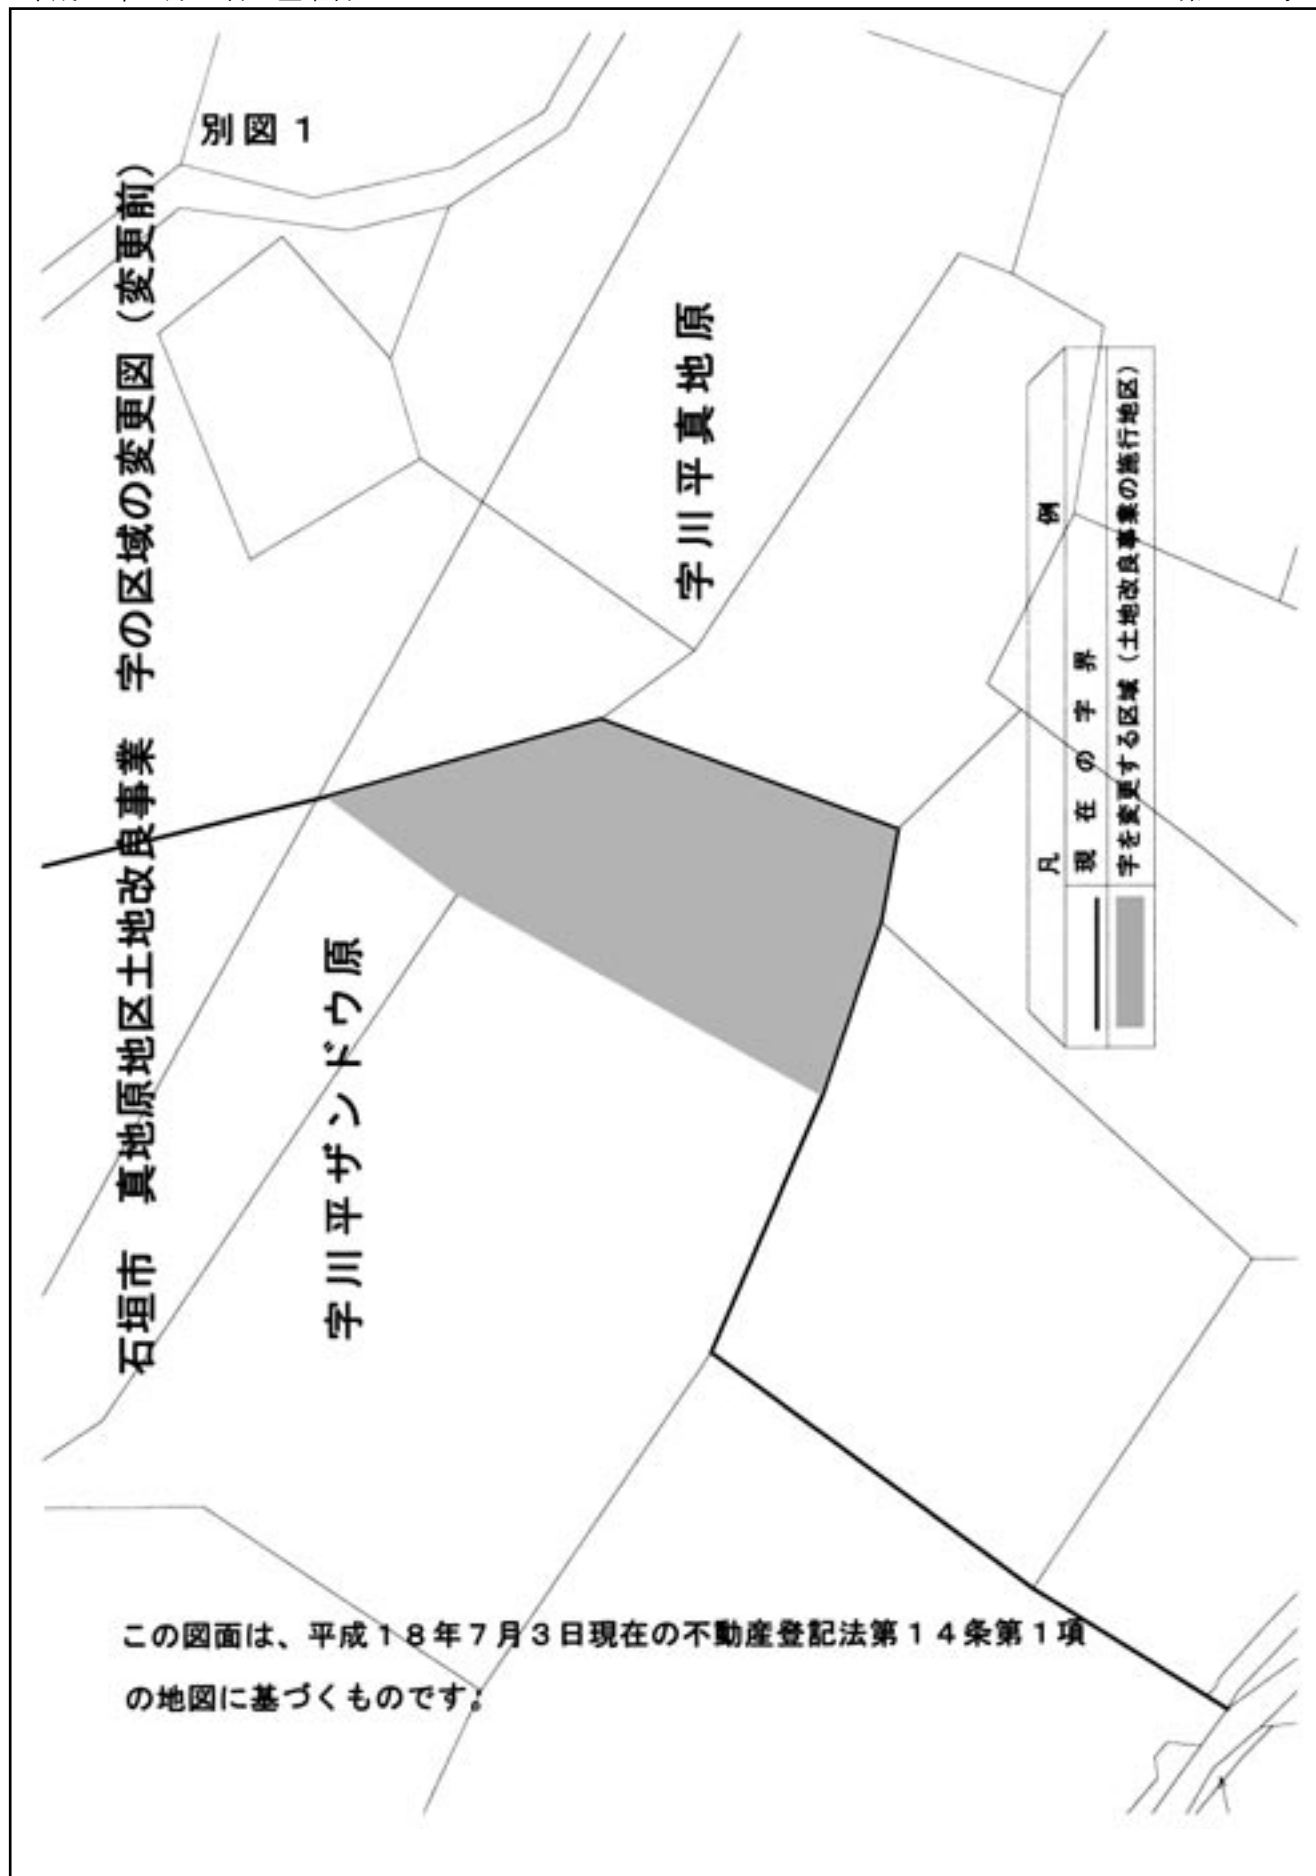 別図1
石垣市 真地原地区土地改良事業 字の区域の変更図(変更前)
字川平真地原
字川平ザンドウ原
凡例
現在の字界
字を変更する区域(土地改良事業の施行地区)
この図面は、平成18年7月3日現在の不動産登記法第14条第1項
の地図に基づくものです。